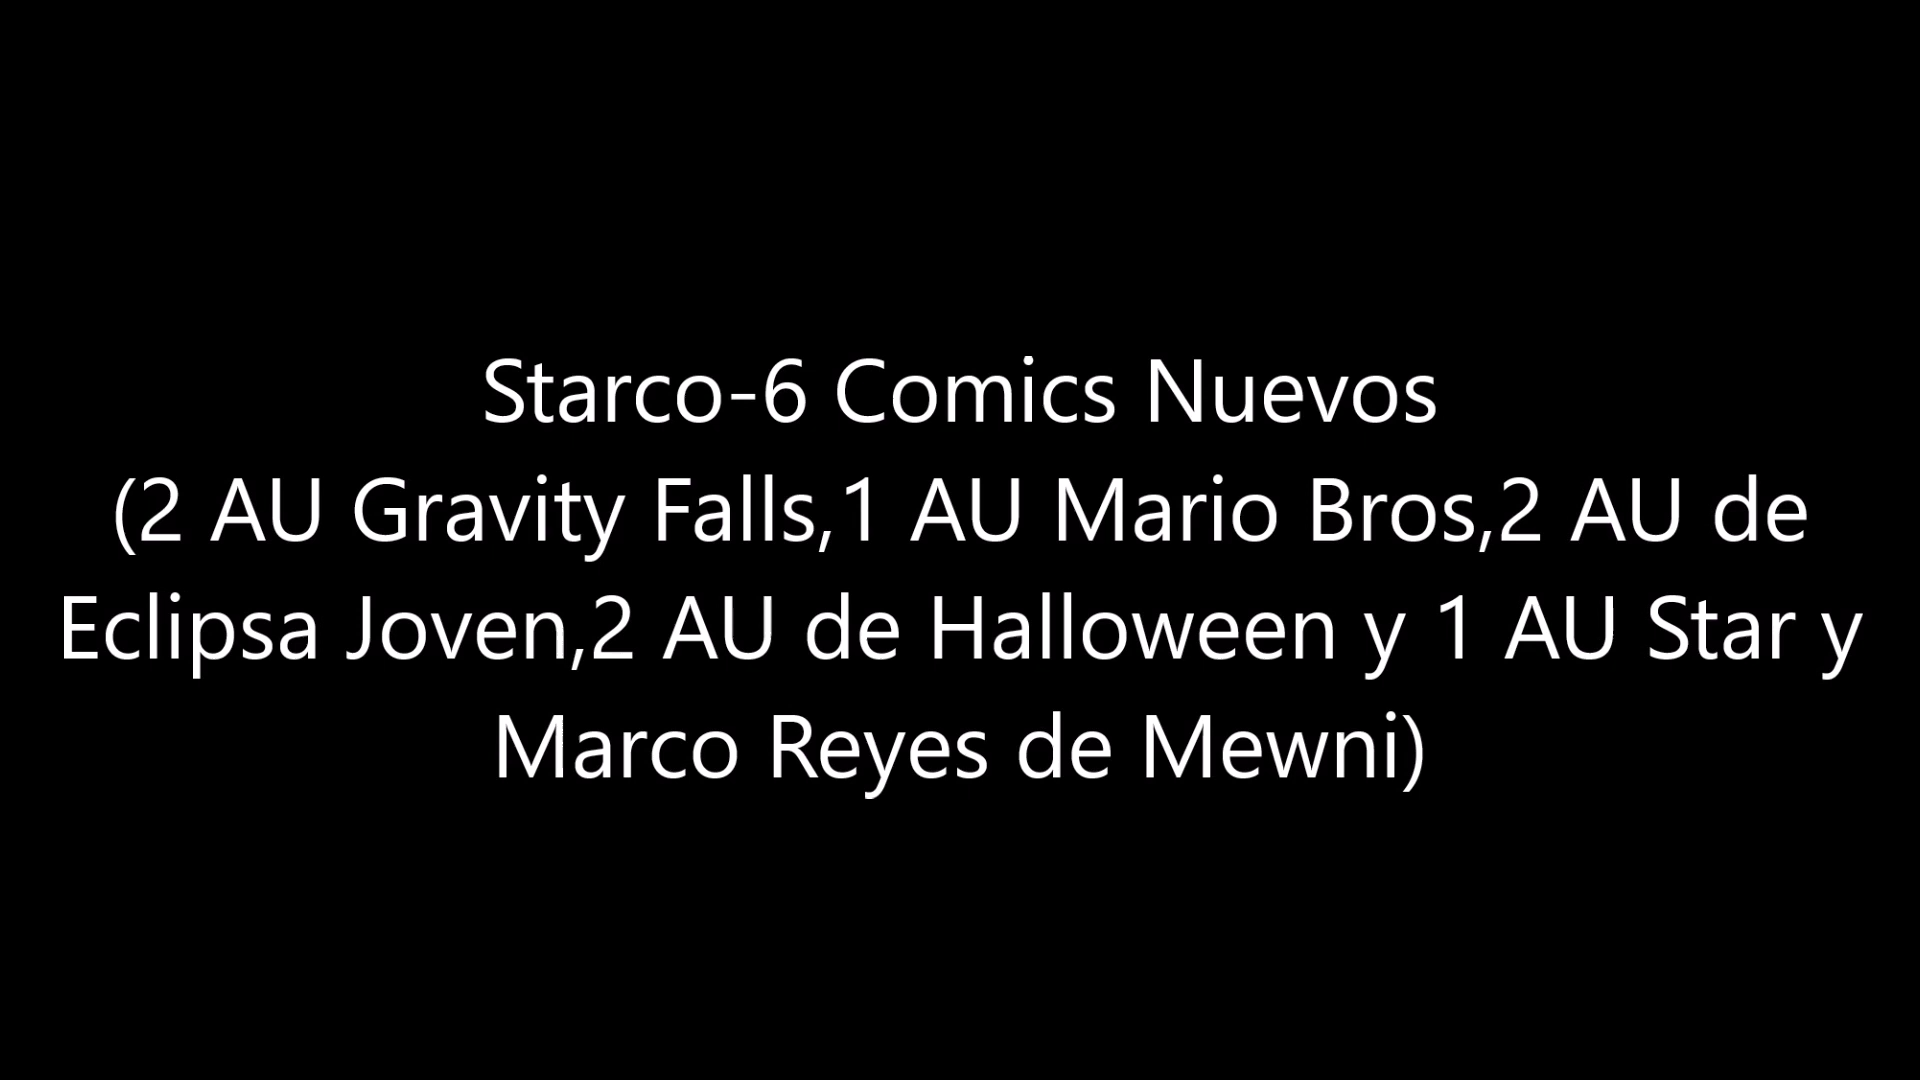 Starco-6 Comics Nuevos
(2 AU Gravity Falls,1 AU Mario Bros,2 AU de
Eclipsa Joven,2 AU de Halloween y 1 AU Star y
Marco Reyes de Mewni)